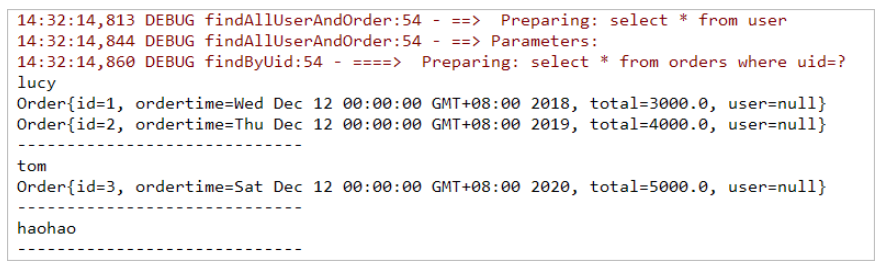 14:32:14,813 DEBUG findAllUserAndOrder:54 - ==>  Preparing: select * from user
14:32:14,844 DEBUG findAllUserAndOrder:54 - ==> Parameters:
14:32:14,860 DEBUG findByUid:54 - ====>  Preparing: select * from orders where uid=?
lucy
Order{id=1, ordertime=Wed Dec 12 00:00:00 GMT+08:00 2018, total=3000.0, user=null}
Order{id=2, ordertime=Thu Dec 12 00:00:00 GMT+08:00 2019, total=4000.0, user=null}
-----------------------------
tom
Order{id=3, ordertime=Sat Dec 12 00:00:00 GMT+08:00 2020, total=5000.0, user=null}
-----------------------------
haohao
-----------------------------